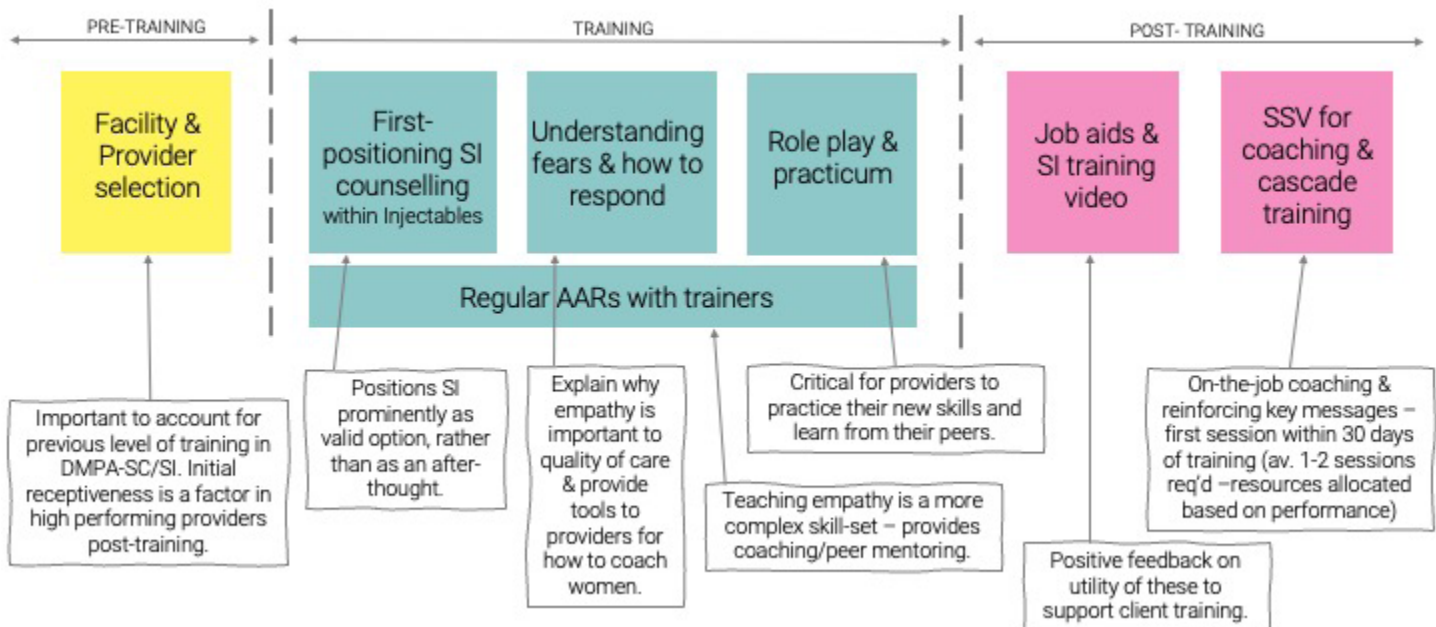 PRE-TRAINING
TRAINING
POST- TRAINING
Facility &
Provider
selection
First-
positioning SI
counselling
within Injectables
Understanding
fears & how to
respond
Role play &
practicum
Job aids &
SI training
video
SSV for
coaching &
cascade
training
Regular AARs with trainers
Important to account for
previous level of training in
DMPA-SC/SI. Initial
receptiveness is a factor in
high performing providers
post-training.
Positions SI
prominently as
valid option, rather
than as an after-
thought.
Explain why
empathy is
important to
quality of care
& provide
tools to
providers for
how to coach
women.
Critical for providers to
practice their new skills and
learn from their peers.
Teaching empathy is a more
complex skill-set – provides
coaching/peer mentoring.
Positive feedback on
utility of these to
support client training.
On-the-job coaching &
reinforcing key messages –
first session within 30 days
of training (av. 1-2 sessions
req'd –resources allocated
based on performance)